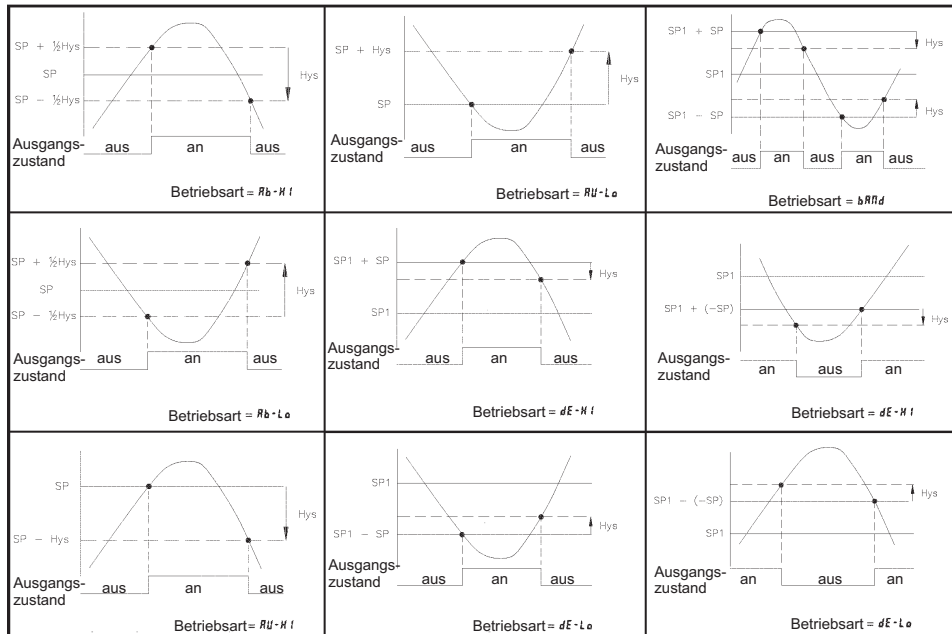 SP + ½Hys
SP
SP – ½Hys
Hys
Ausgangs-
zustand
aus an aus
Betriebsart = Ab-HI
SP + Hys
SP
Hys
Ausgangs-
zustand
aus an aus
Betriebsart = AU-Lo
SP1 + SP
SP1
SP1 – SP
Hys
Hys
Ausgangs-
zustand
aus an aus an aus
Betriebsart = bANd
SP + ½Hys
SP
SP – ½Hys
Hys
Ausgangs-
zustand
aus an aus
Betriebsart = Ab-Lo
SP1 + SP
SP1
Hys
Ausgangs-
zustand
aus an aus
Betriebsart = dE-HI
SP1
SP1 + (-SP)
Hys
Ausgangs-
zustand
an aus an
Betriebsart = dE-HI
SP
SP – Hys
Hys
Ausgangs-
zustand
aus an aus
Betriebsart = AU-HI
SP1
SP1 – SP
Hys
Ausgangs-
zustand
aus an aus
Betriebsart = dE-Lo
SP1 – (-SP)
SP1
Hys
Ausgangs-
zustand
an aus an
Betriebsart = dE-Lo